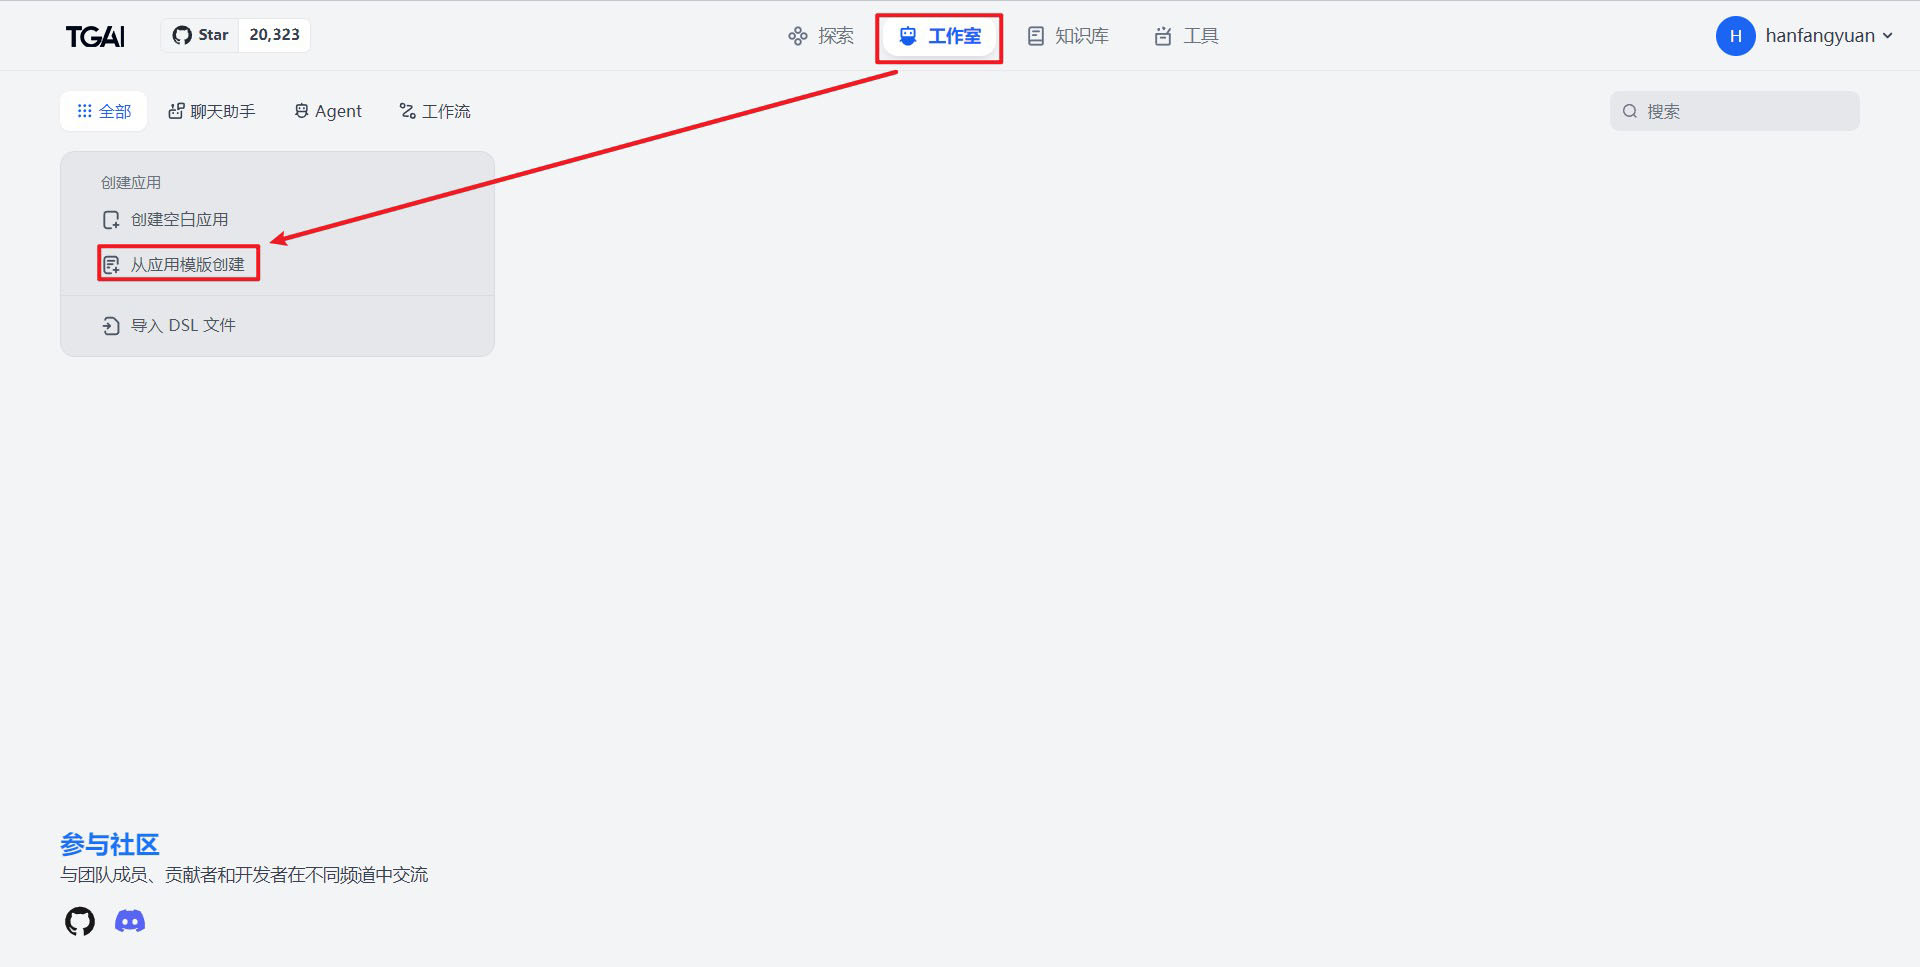 TGAI Star 20,323 探索 工作室 知识库 工具 H hanfangyuan
全部 聊天助手 Agent 工作流 搜索
创建应用
创建空白应用
从应用模版创建
导入 DSL 文件
参与社区
与团队成员、贡献者和开发者在不同频道中交流